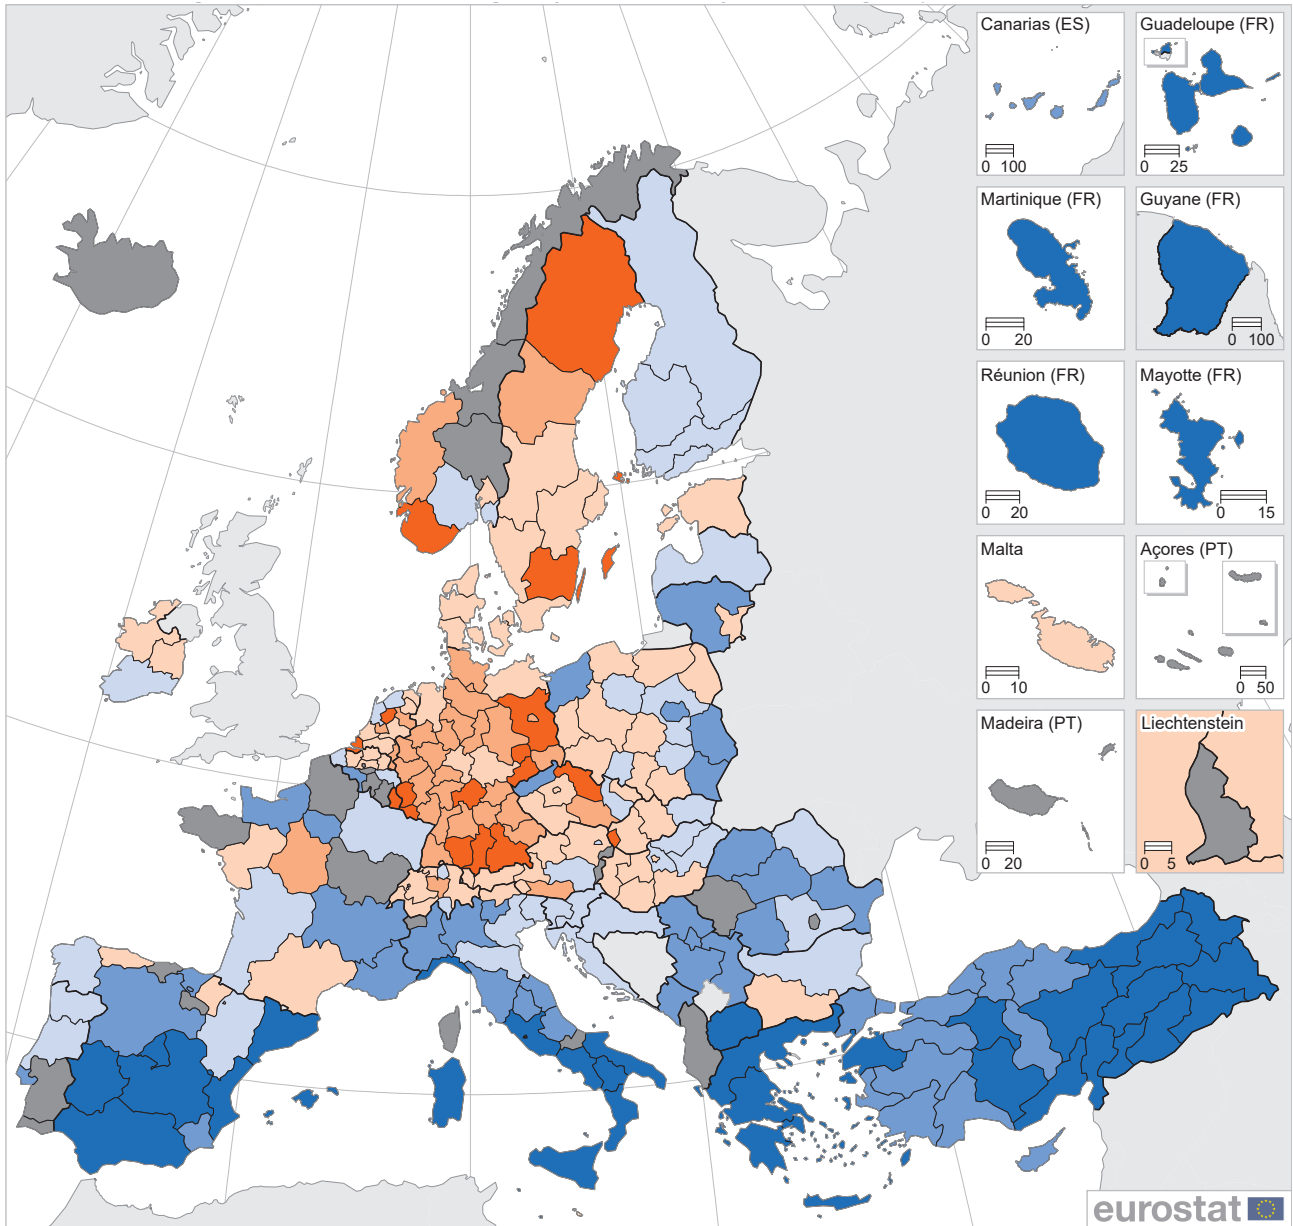 Canarias (ES)
0 100
Guadeloupe (FR)
0 25
Martinique (FR)
0 20
Guyane (FR)
0 100
Réunion (FR)
0 20
Mayotte (FR)
0 15
Malta
0 10
Açores (PT)
0 50
Madeira (PT)
0 20
Liechtenstein
0 5
eurostat